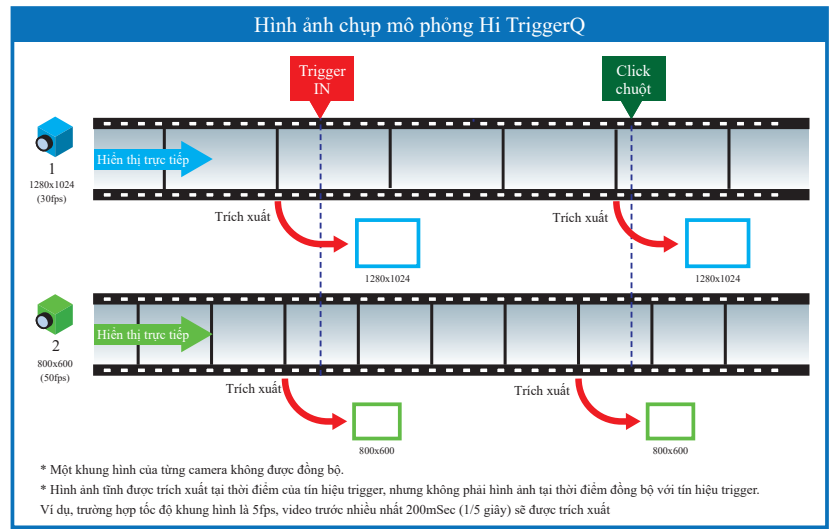 Hình ảnh chụp mô phỏng Hi TriggerQ
Trigger
IN
Click
chuột
Hiển thị trực tiếp
1
1280x1024
(30fps)
Trích xuất
Trích xuất
1280x1024
1280x1024
Hiển thị trực tiếp
2
800x600
(50fps)
Trích xuất
Trích xuất
800x600
800x600
* Một khung hình của từng camera không được đồng bộ.
* Hình ảnh tĩnh được trích xuất tại thời điểm của tín hiệu trigger, nhưng không phải hình ảnh tại thời điểm đồng bộ với tín hiệu trigger.
Ví dụ, trường hợp tốc độ khung hình là 5fps, video trước nhiều nhất 200mSec (1/5 giây) sẽ được trích xuất